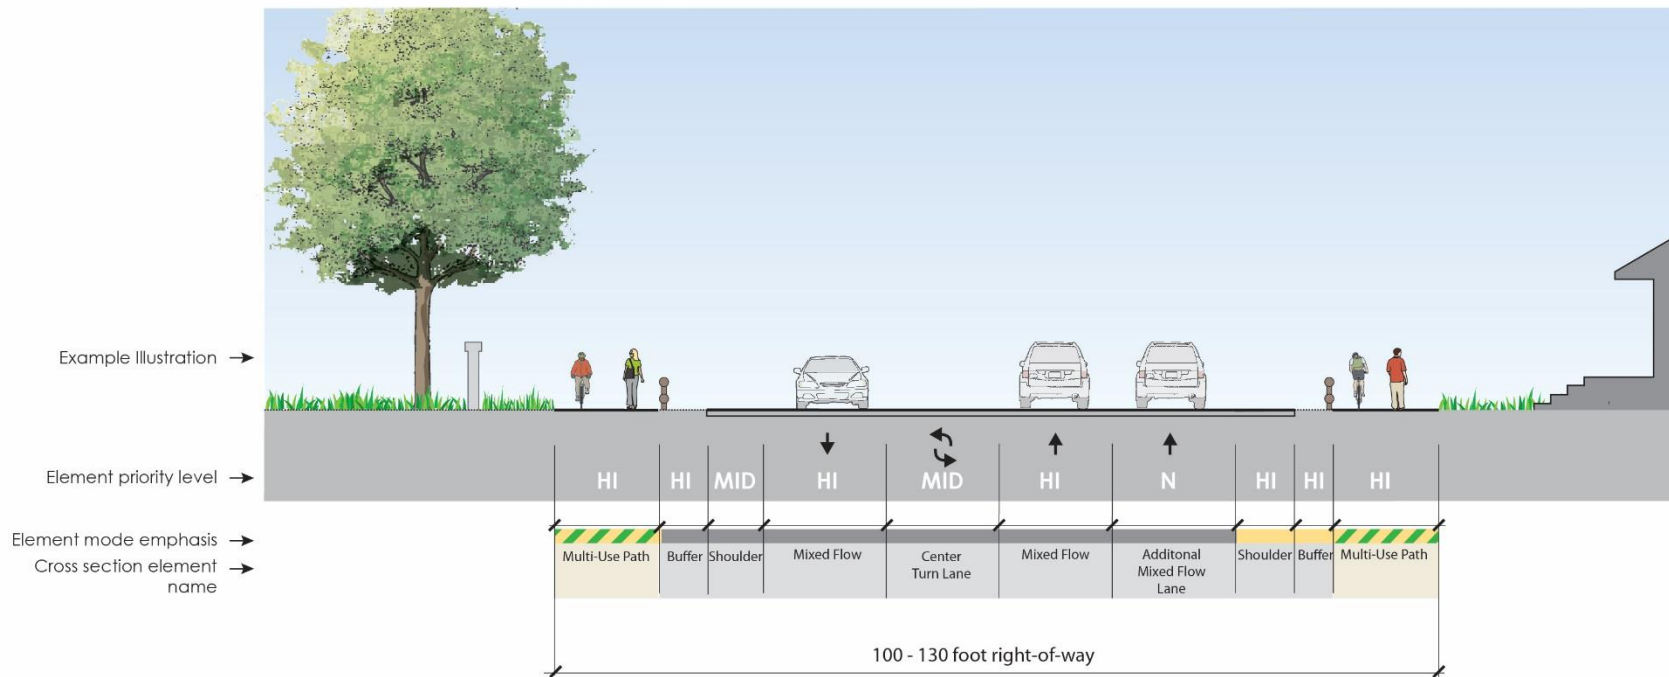 Example Illustration
Element priority level
HI HI MID HI MID HI N HI HI HI
Element mode emphasis
Cross section element
name
Multi-Use Path
Buffer
Shoulder
Mixed Flow
Center
Turn Lane
Mixed Flow
Additonal
Mixed Flow
Lane
Shoulder
Buffer
Multi-Use Path
100 - 130 foot right-of-way